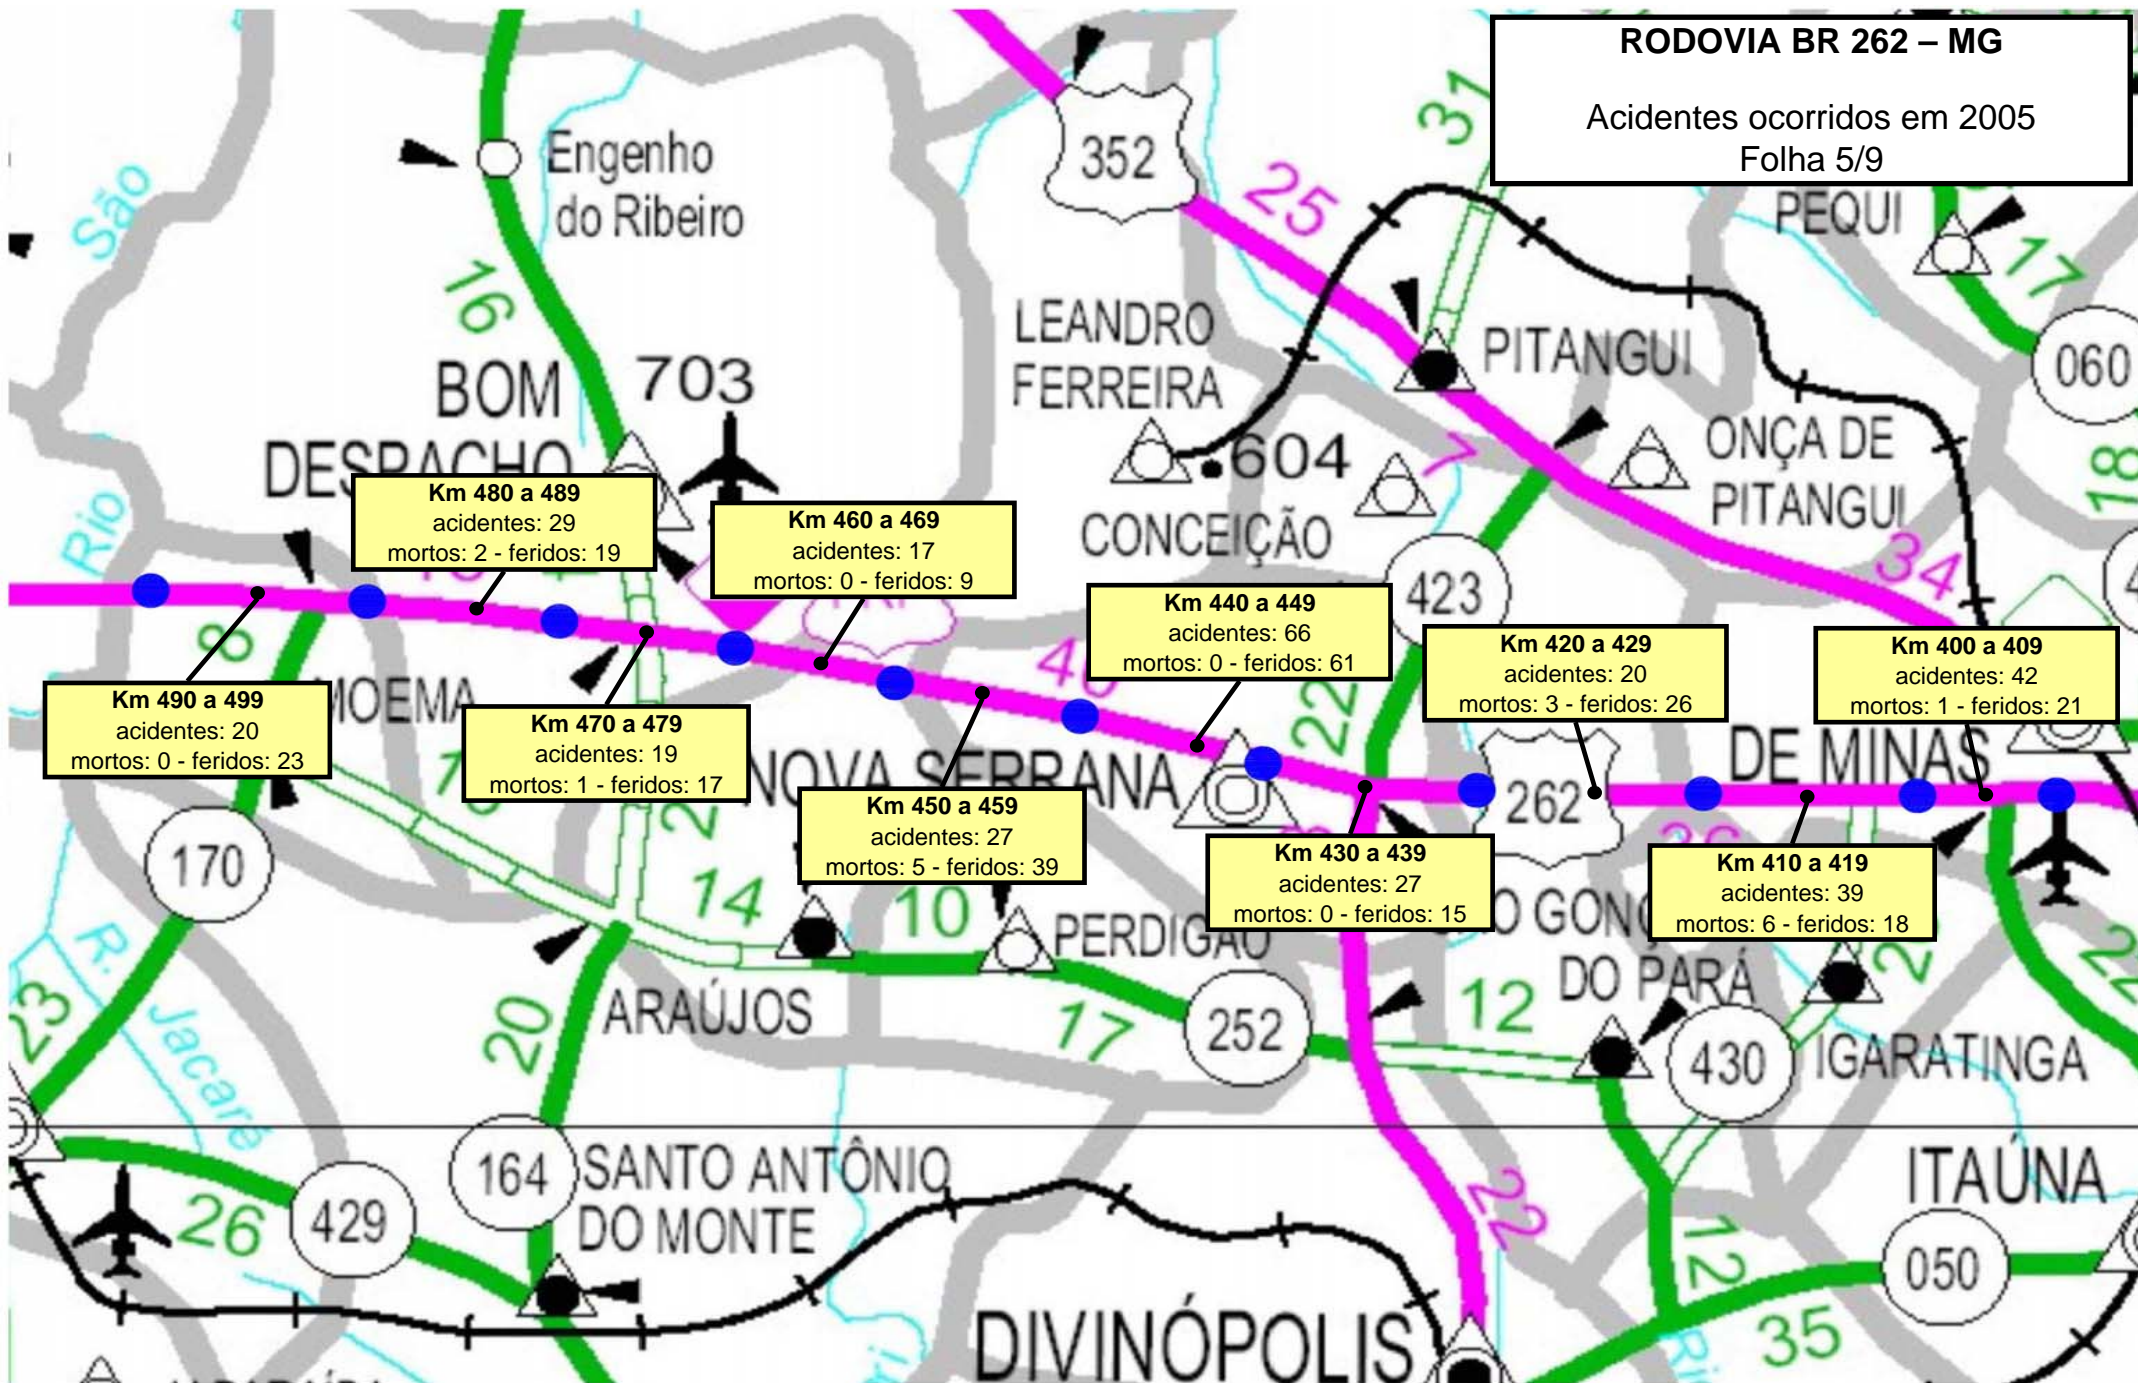 RODOVIA BR 262 – MG
Acidentes ocorridos em 2005
Folha 5/9
352
31
25
Engenho
do Ribeiro
São
PEQUI
17
16
LEANDRO
FERREIRA
PITANGUI
060
BOM
DESPACHO
703
604
7
ONÇA DE
PITANGUI
18
CONCEIÇÃO
Rio
34
423
Km 480 a 489
acidentes: 29
mortos: 2 - feridos: 19
Km 460 a 469
acidentes: 17
mortos: 0 - feridos: 9
Km 440 a 449
acidentes: 66
mortos: 0 - feridos: 61
Km 420 a 429
acidentes: 20
mortos: 3 - feridos: 26
Km 400 a 409
acidentes: 42
mortos: 1 - feridos: 21
8
22
Km 490 a 499
acidentes: 20
mortos: 0 - feridos: 23
MOEMA
Km 470 a 479
acidentes: 19
mortos: 1 - feridos: 17
NOVA SERRANA
Km 450 a 459
acidentes: 27
mortos: 5 - feridos: 39
262
DE MINAS
Km 430 a 439
acidentes: 27
mortos: 0 - feridos: 15
Km 410 a 419
acidentes: 39
mortos: 6 - feridos: 18
170
14
10
PERDIGÃO
DO PARÁ
R.
Jacaré
23
20
ARAÚJOS
17
252
12
430
IGARATINGA
22
164
SANTO ANTÔNIO
DO MONTE
ITAÚNA
26
429
22
12
050
DIVINÓPOLIS
35